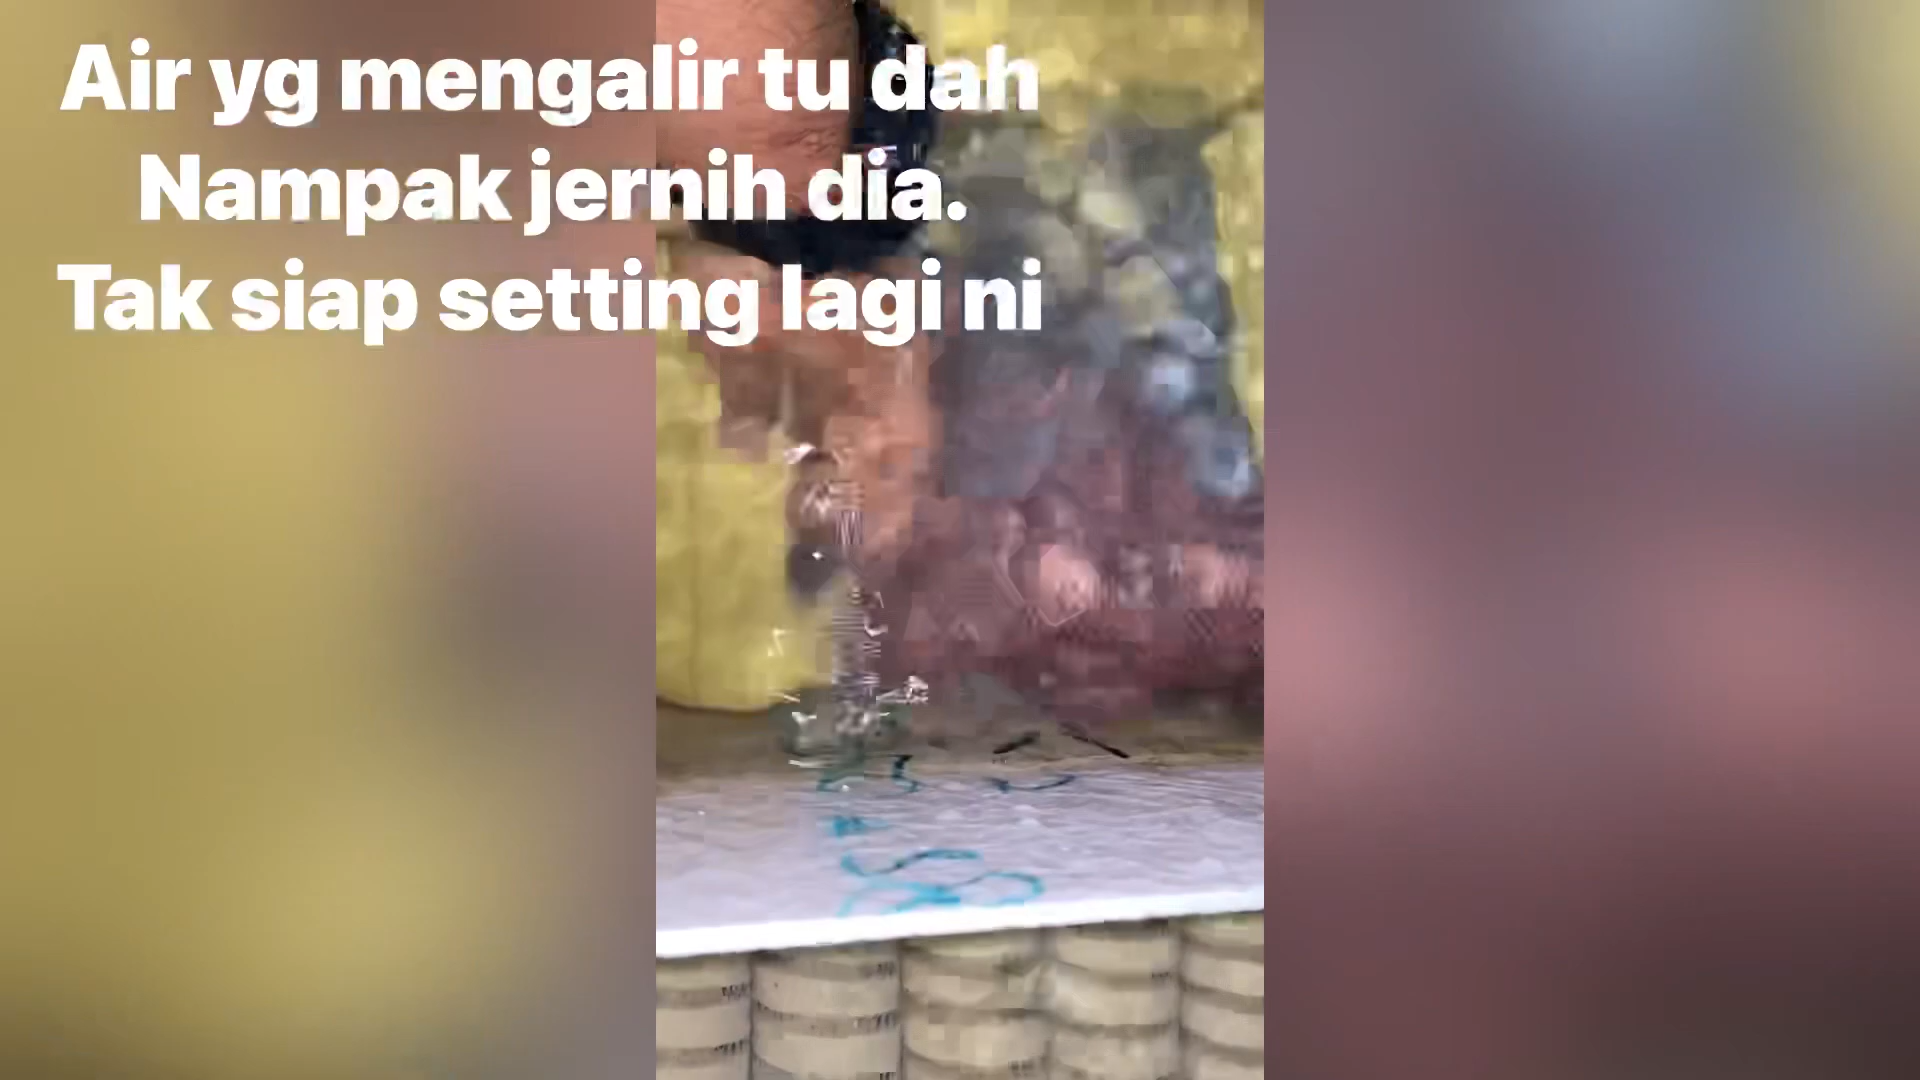 Air yg mengalir tu dah
Nampak jernih dia.
Tak siap setting lagi ni